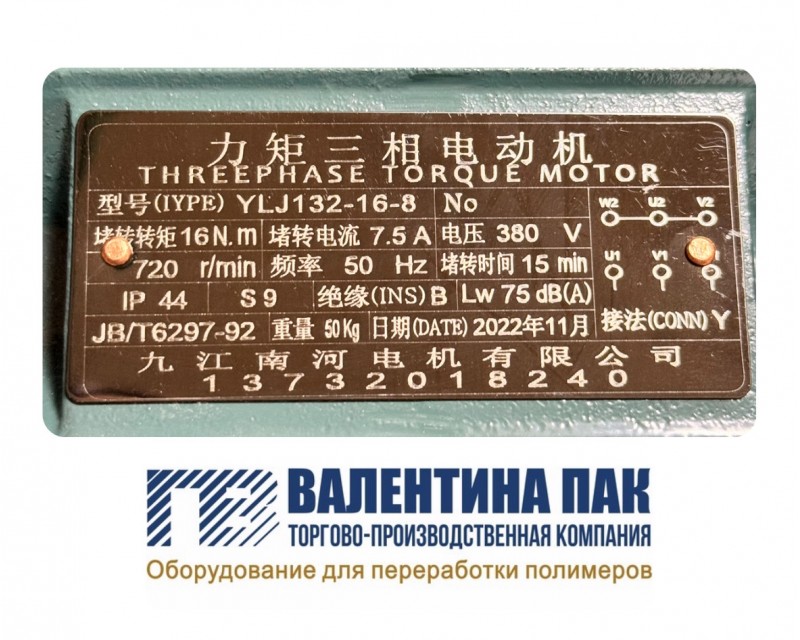 力矩三相电动机
THREEPHASE TORQUE MOTOR
型号(IYPE) YLJ132-16-8 No
W2 U2 V2
堵转转矩 16 N.m 堵转电流 7.5 A 电压 380 V
U1 V1
720 r/min 频率 50 Hz 堵转时间 15 min
IP 44 S 9 绝缘(INS) B Lw 75 dB(A)
JB/T6297-92 重量 50Kg 日期(DATE) 2022年11月 接法(CONN) Y
九江南河电机有限公司
13732018240
ВАЛЕНТИНА ПАК
ТОРГОВО-ПРОИЗВОДСТВЕННАЯ КОМПАНИЯ
Оборудование для переработки полимеров